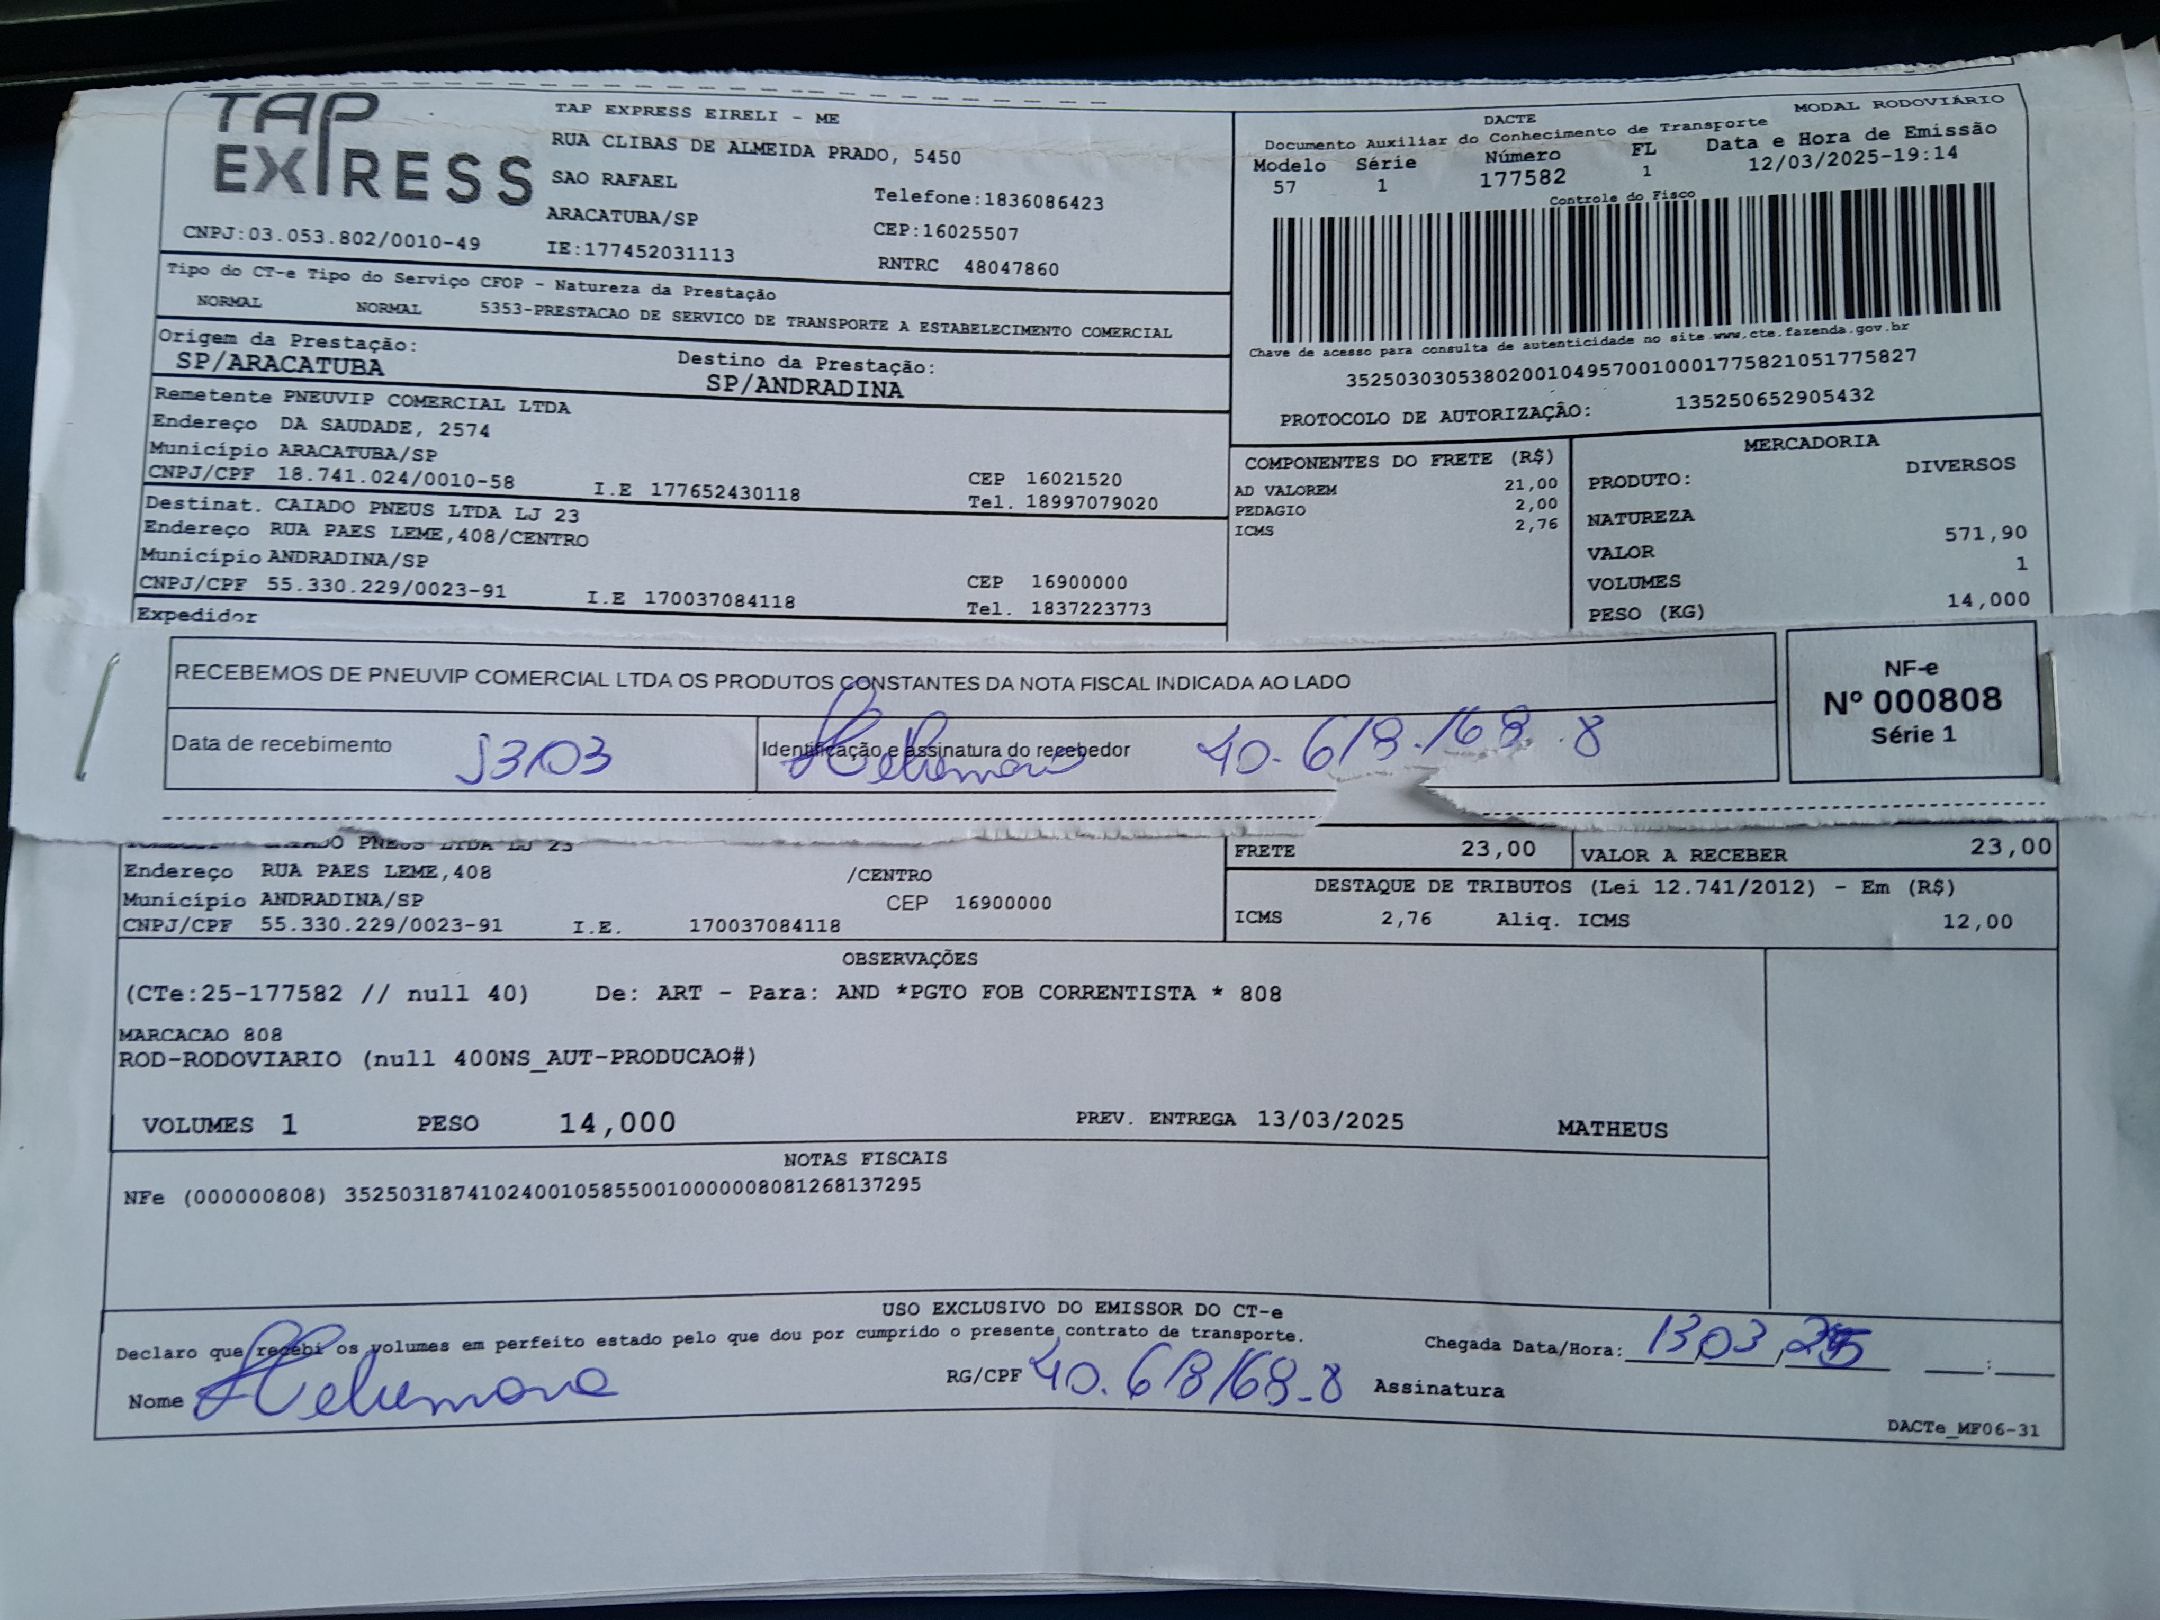 TAP EXPRESS
TAP EXPRESS EIRELI - ME
RUA CLIBAS DE ALMEIDA PRADO, 5450
SAO RAFAEL
Telefone:1836086423
ARACATUBA/SP
CEP:16025507
CNPJ:03.053.802/0010-49
IE:177452031113
RNTRC 48047860
DACTE
MODAL RODOVIÁRIO
Documento Auxiliar do Conhecimento de Transporte
Modelo Série Número FL Data e Hora de Emissão
57 1 177582 1 12/03/2025-19:14
Controle do Fisco
Chave de acesso para consulta de autenticidade no site www.cte.fazenda.gov.br
35250303053802001049570010001775821051775827
PROTOCOLO DE AUTORIZAÇÃO: 135250652905432
Tipo do CT-e Tipo do Serviço CFOP - Natureza da Prestação
NORMAL NORMAL 5353-PRESTACAO DE SERVICO DE TRANSPORTE A ESTABELECIMENTO COMERCIAL
Origem da Prestação: Destino da Prestação:
SP/ARACATUBA SP/ANDRADINA
Remetente PNEUVIP COMERCIAL LTDA
Endereço DA SAUDADE, 2574
Município ARACATUBA/SP CEP 16021520
CNPJ/CPF 18.741.024/0010-58 I.E 177652430118 Tel. 18997079020
Destinat. CAIADO PNEUS LTDA LJ 23
Endereço RUA PAES LEME,408/CENTRO
Município ANDRADINA/SP CEP 16900000
CNPJ/CPF 55.330.229/0023-91 I.E 170037084118 Tel. 1837223773
Expedidor
COMPONENTES DO FRETE (R$)
AD VALOREM 21,00
PEDAGIO 2,00
ICMS 2,76
MERCADORIA
PRODUTO: DIVERSOS
NATUREZA
VALOR 571,90
VOLUMES 1
PESO (KG) 14,000
RECEBEMOS DE PNEUVIP COMERCIAL LTDA OS PRODUTOS CONSTANTES DA NOTA FISCAL INDICADA AO LADO
Data de recebimento 13/03
Identificação e assinatura do recebedor 40.618.168.8
NF-e
Nº 000808
Série 1
CAIADO PNEUS LTDA LJ 23
Endereço RUA PAES LEME,408 /CENTRO
Município ANDRADINA/SP CEP 16900000
CNPJ/CPF 55.330.229/0023-91 I.E. 170037084118
FRETE 23,00 VALOR A RECEBER 23,00
DESTAQUE DE TRIBUTOS (Lei 12.741/2012) - Em (R$)
ICMS 2,76 Aliq. ICMS 12,00
OBSERVAÇÕES
(CTe:25-177582 // null 40) De: ART - Para: AND *PGTO FOB CORRENTISTA * 808
MARCACAO 808
ROD-RODOVIARIO (null 400NS_AUT-PRODUCAO#)
VOLUMES 1 PESO 14,000 PREV. ENTREGA 13/03/2025 MATHEUS
NOTAS FISCAIS
NFe (000000808) 35250318741024001058550010000008081268137295
USO EXCLUSIVO DO EMISSOR DO CT-e
Declaro que recebi os volumes em perfeito estado pelo que dou por cumprido o presente contrato de transporte.
Chegada Data/Hora: 13,03,25 :
Nome
RG/CPF 40.618168-8 Assinatura
DACTe_MF06-31